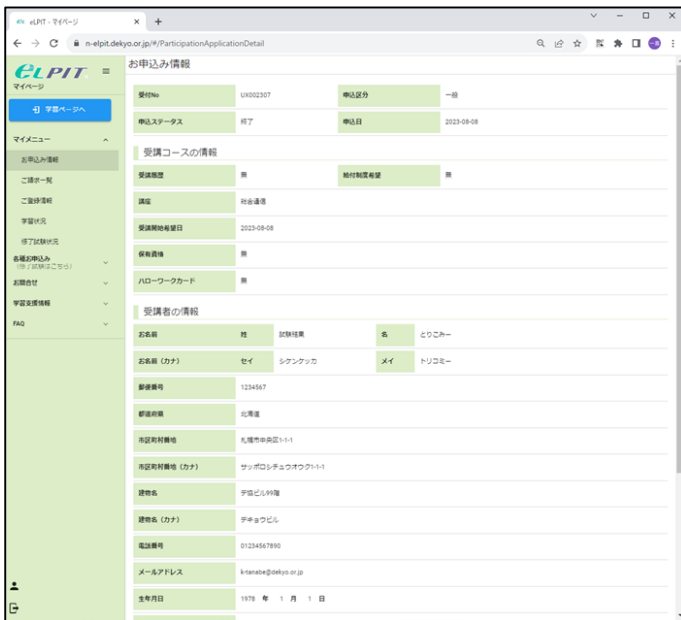 eLPIT - マイページ
n-elpit.dekyo.or.jp/#/ParticipationApplicationDetail
eLPIT
マイページ
学習ページへ
マイメニュー
お申込み情報
ご請求一覧
ご登録情報
学習状況
修了試験状況
各種お申込み
(修了試験はこちら)
お問合せ
学習支援情報
FAQ
お申込み情報
受付No UX002307 申込区分 一般
申込ステータス 終了 申込日 2023-08-08
受講コースの情報
受講履歴 無 給付制度希望 無
講座 総合通信
受講開始希望日 2023-08-08
保有資格 無
ハローワークカード 無
受講者の情報
お名前 姓 試験結果 名 とりこみー
お名前 (カナ) セイ シケンケッカ メイ トリコミー
郵便番号 1234567
都道府県 北海道
市区町村番地 札幌市中央区1-1-1
市区町村番地 (カナ) サッポロシチュウオウク1-1-1
建物名 デ協ビル99階
建物名 (カナ) デキョウビル
電話番号 01234567890
メールアドレス k-tanabe@dekyo.or.jp
生年月日 1978 年 1 月 1 日